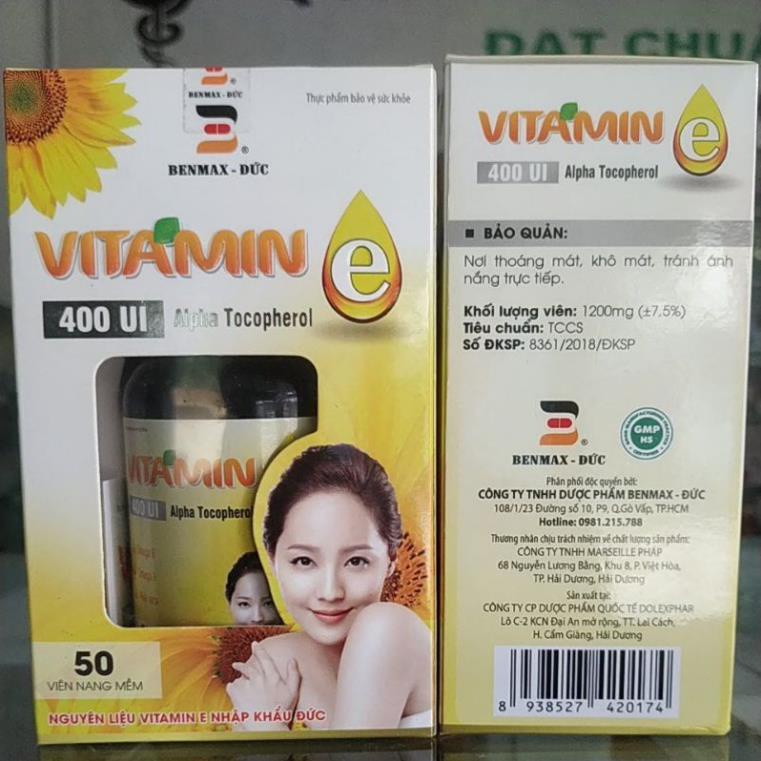 ĐẠT CHUẨ
BENMAX - ĐỨC
Thực phẩm bảo vệ sức khỏe
BENMAX - ĐỨC
VITAMIN e
400 UI Alpha Tocopherol
VITAMIN
400 UI Alpha Tocopherol
50
VIÊN NANG MỀM
NGUYÊN LIỆU VITAMIN E NHẬP KHẨU ĐỨC
VITAMIN e
400 UI Alpha Tocopherol
BẢO QUẢN:
Nơi thoáng mát, khô mát, tránh ánh
nắng trực tiếp.
Khối lượng viên: 1200mg (±7,5%)
Tiêu chuẩn: TCCS
Số ĐKSP: 8361/2018/ĐKSP
BENMAX - ĐỨC
GMP
HS
Phân phối độc quyền bởi:
CÔNG TY TNHH DƯỢC PHẨM BENMAX - ĐỨC
108/1/23 Đường số 10, P9, Q.Gò Vấp, TP.HCM
Hotline: 0981.215.788
Thương nhân chịu trách nhiệm về chất lượng sản phẩm:
CÔNG TY TNHH MARSEILLE PHÁP
68 Nguyễn Lương Bằng, Khu 8, P. Việt Hòa,
TP. Hải Dương, Hải Dương
Sản xuất tại:
CÔNG TY CP DƯỢC PHẨM QUỐC TẾ DOLEXPHAR
Lô C-2 KCN Đại An mở rộng, TT. Lai Cách,
H. Cẩm Giàng, Hải Dương
8 938527 420174